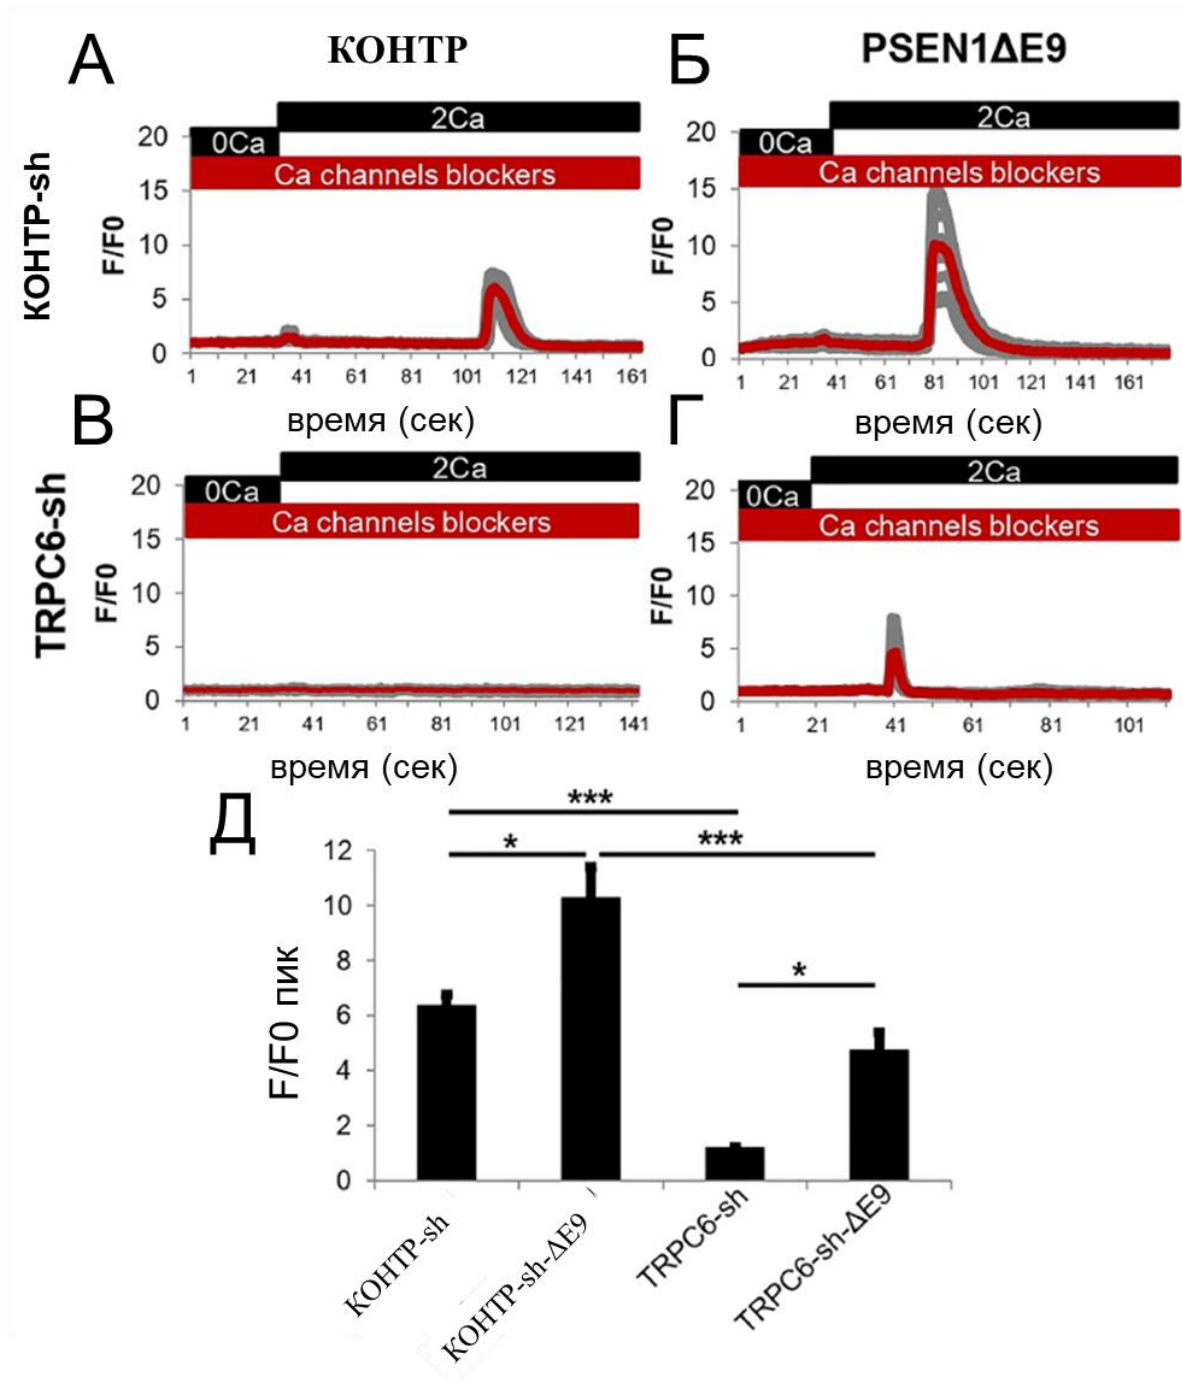 А КОНТР Б PSEN1ΔE9
КОНТР-sh
2Ca
0Ca
Ca channels blockers
F/F0
20
15
10
5
0
1 21 41 61 81 101 121 141 161
время (сек)
2Ca
0Ca
Ca channels blockers
F/F0
20
15
10
5
0
1 21 41 61 81 101 121 141 161
время (сек)
В Г
TRPC6-sh
2Ca
0Ca
Ca channels blockers
F/F0
20
15
10
5
0
1 21 41 61 81 101 121 141
время (сек)
2Ca
0Ca
Ca channels blockers
F/F0
20
15
10
5
0
1 21 41 61 81 101
время (сек)
Д
***
* ***
*
F/F0 пик
12
10
8
6
4
2
0
КОНТР-sh
КОНТР-sh-ΔE9
TRPC6-sh
TRPC6-sh-ΔE9